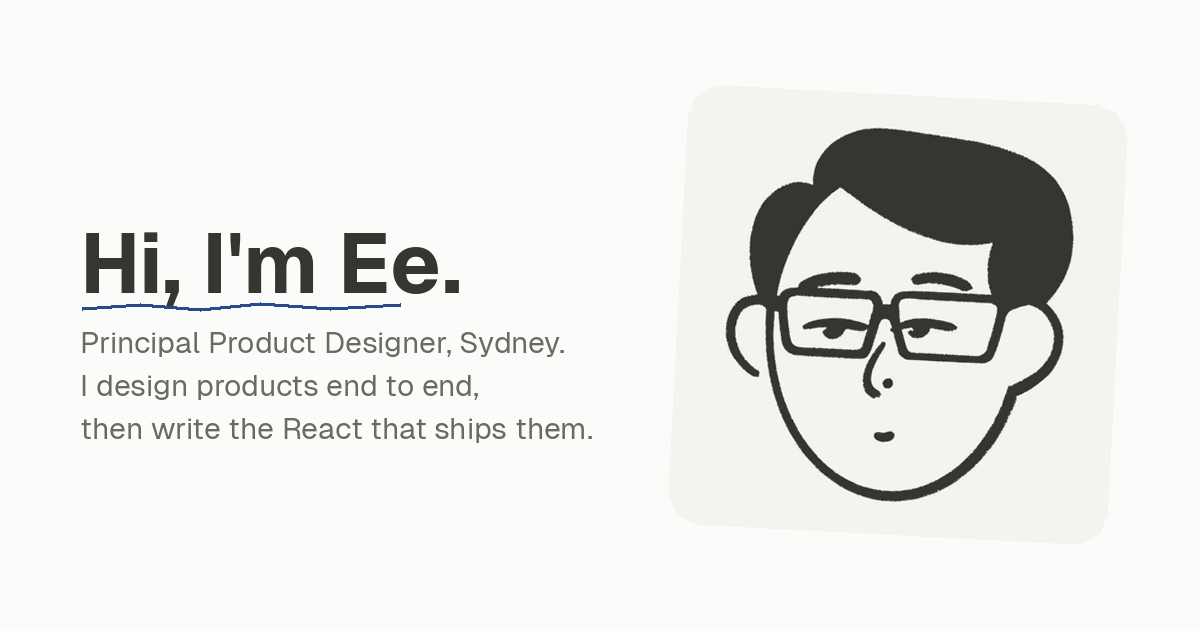 Hi, I'm Ee.
Principal Product Designer, Sydney.
I design products end to end,
then write the React that ships them.